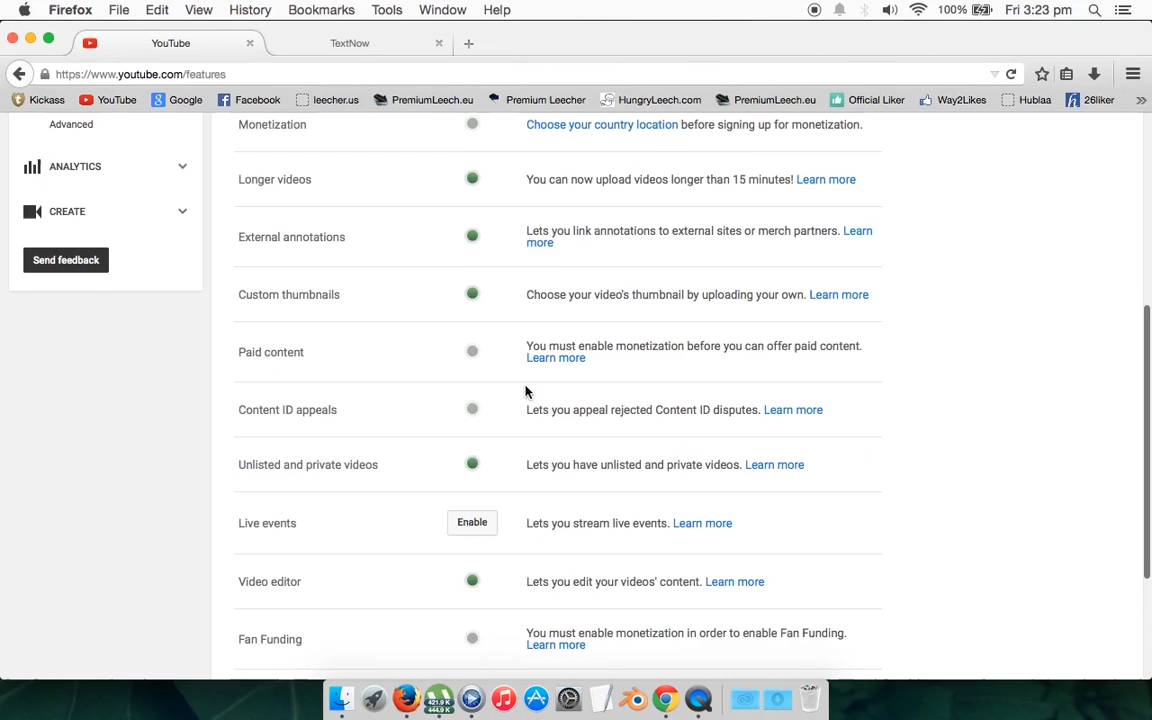 Firefox File Edit View History Bookmarks Tools Window Help 100% Fri 3:23 pm
YouTube TextNow
https://www.youtube.com/features
Kickass YouTube Google Facebook leecher.us PremiumLeech.eu Premium Leecher HungryLeech.com PremiumLeech.eu Official Liker Way2Likes Hublaa 26liker »
Advanced
ANALYTICS
CREATE
Send feedback
Monetization Choose your country location before signing up for monetization.
Longer videos You can now upload videos longer than 15 minutes! Learn more
External annotations Lets you link annotations to external sites or merch partners. Learn
more
Custom thumbnails Choose your video's thumbnail by uploading your own. Learn more
Paid content You must enable monetization before you can offer paid content.
Learn more
Content ID appeals Lets you appeal rejected Content ID disputes. Learn more
Unlisted and private videos Lets you have unlisted and private videos. Learn more
Live events Enable Lets you stream live events. Learn more
Video editor Lets you edit your videos' content. Learn more
Fan Funding You must enable monetization in order to enable Fan Funding.
Learn more
421.9 K
444.9 K